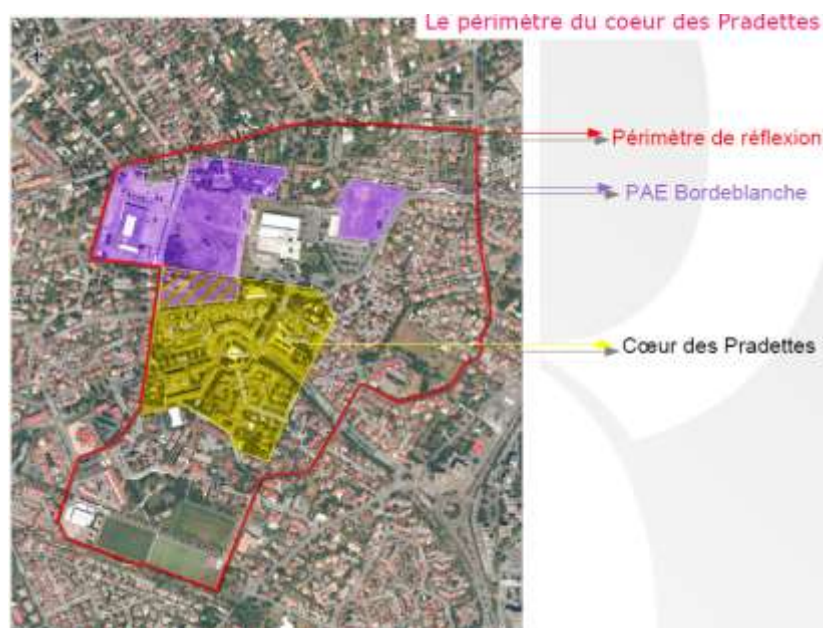 Le périmètre du coeur des Pradettes
Périmètre de réflexion
PAE Bordeblanche
Cœur des Pradettes